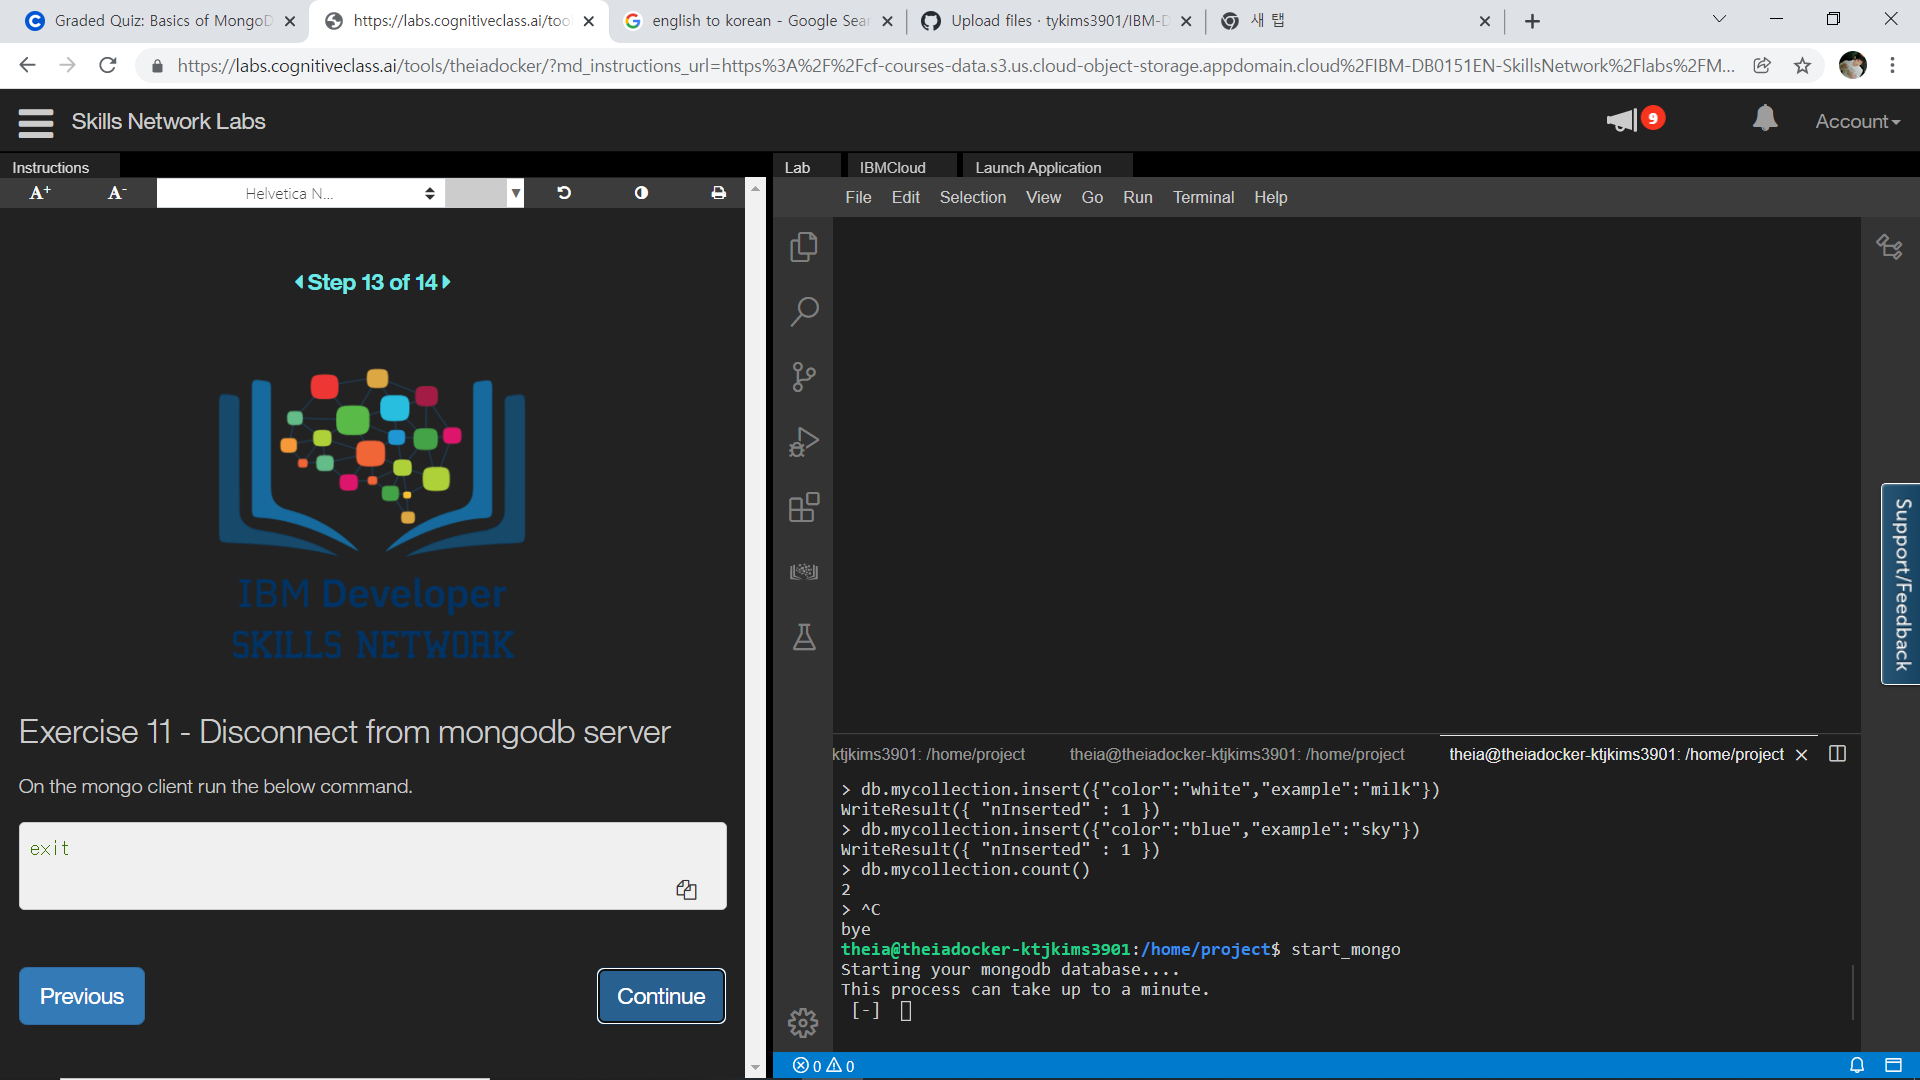 Graded Quiz: Basics of MongoD
https://labs.cognitiveclass.ai/too
english to korean - Google Sear
Upload files · tykims3901/IBM-D
새 탭
https://labs.cognitiveclass.ai/tools/theiadocker/?md_instructions_url=https%3A%2F%2Fcf-courses-data.s3.us.cloud-object-storage.appdomain.cloud%2FIBM-DB0151EN-SkillsNetwork%2Flabs%2FM...
Skills Network Labs
9
Account
Instructions
Lab
IBMCloud
Launch Application
A+
A-
Helvetica N...
File
Edit
Selection
View
Go
Run
Terminal
Help
Step 13 of 14
IBM Developer
SKILLS NETWORK
Exercise 11 - Disconnect from mongodb server
On the mongo client run the below command.
exit
Previous
Continue
ktjkims3901: /home/project
theia@theiadocker-ktjkims3901: /home/project
theia@theiadocker-ktjkims3901: /home/project
> db.mycollection.insert({"color":"white","example":"milk"})
WriteResult({ "nInserted" : 1 })
> db.mycollection.insert({"color":"blue","example":"sky"})
WriteResult({ "nInserted" : 1 })
> db.mycollection.count()
2
> ^C
bye
theia@theiadocker-ktjkims3901:/home/project$ start_mongo
Starting your mongodb database....
This process can take up to a minute.
[-]
0
0
Support/Feedback